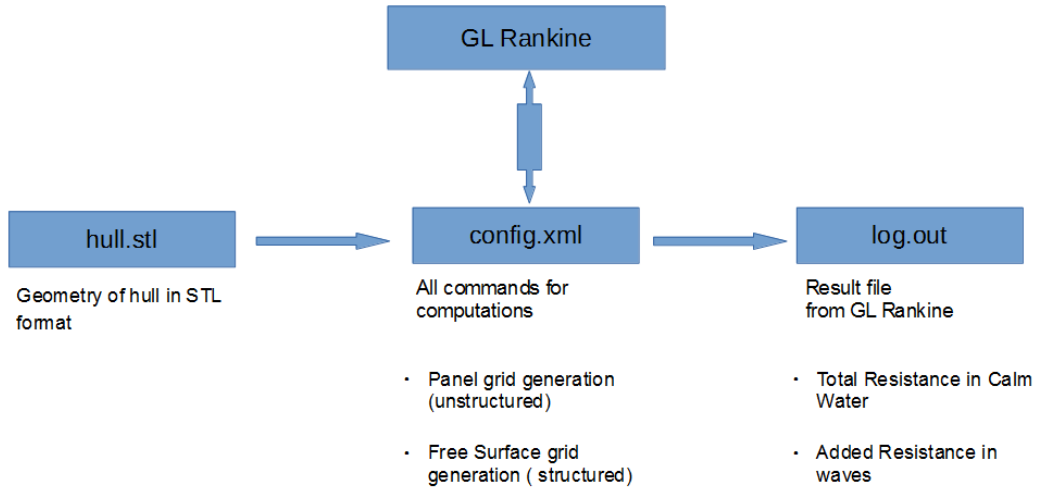 GL Rankine
hull.stl
config.xml
log.out
Geometry of hull in STL
format
All commands for
computations
Result file
from GL Rankine
· Panel grid generation
(unstructured)
· Free Surface grid
generation ( structured)
· Total Resistance in Calm
Water
· Added Resistance in
waves